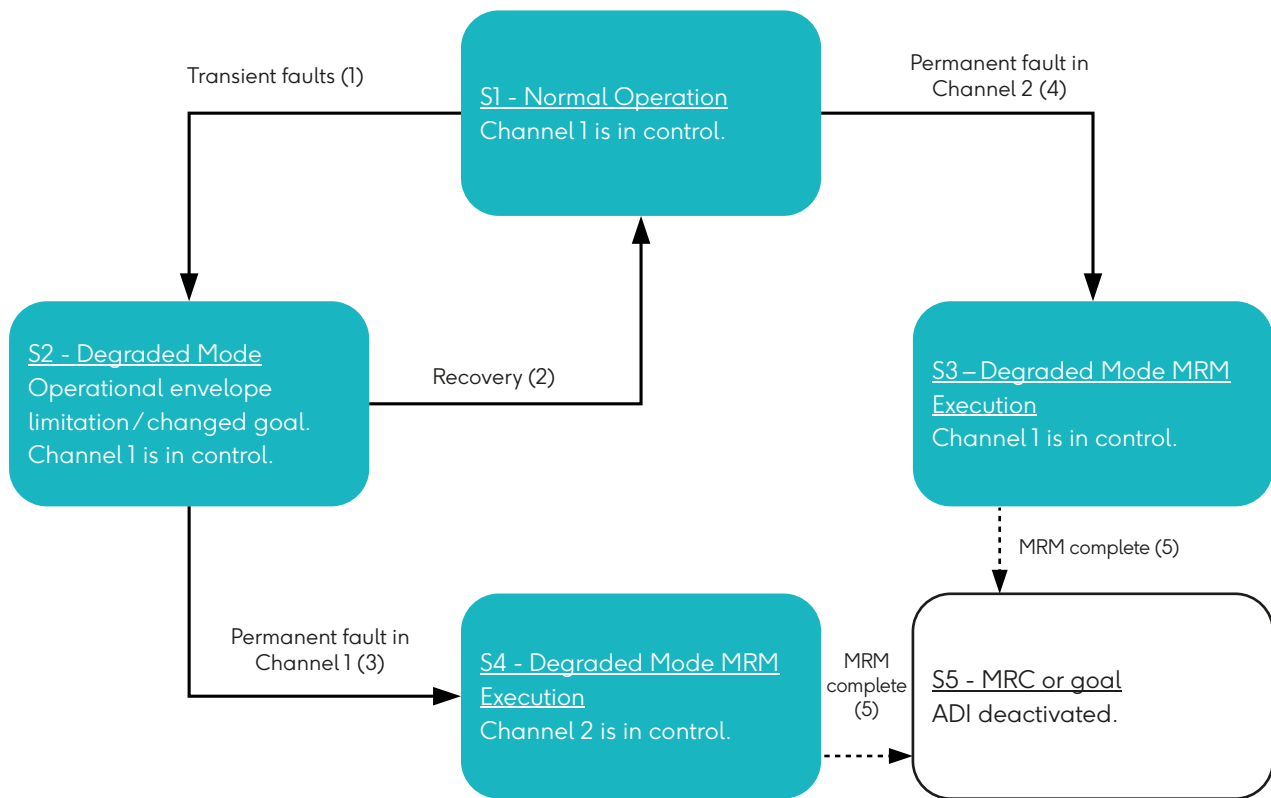 Transient faults (1)
S1 - Normal Operation
Channel 1 is in control.
Permanent fault in
Channel 2 (4)
S2 - Degraded Mode
Operational envelope
limitation / changed goal.
Channel 1 is in control.
Recovery (2)
S3 – Degraded Mode MRM
Execution
Channel 1 is in control.
MRM complete (5)
Permanent fault in
Channel 1 (3)
S4 - Degraded Mode MRM
Execution
Channel 2 is in control.
MRM
complete
(5)
S5 - MRC or goal
ADI deactivated.